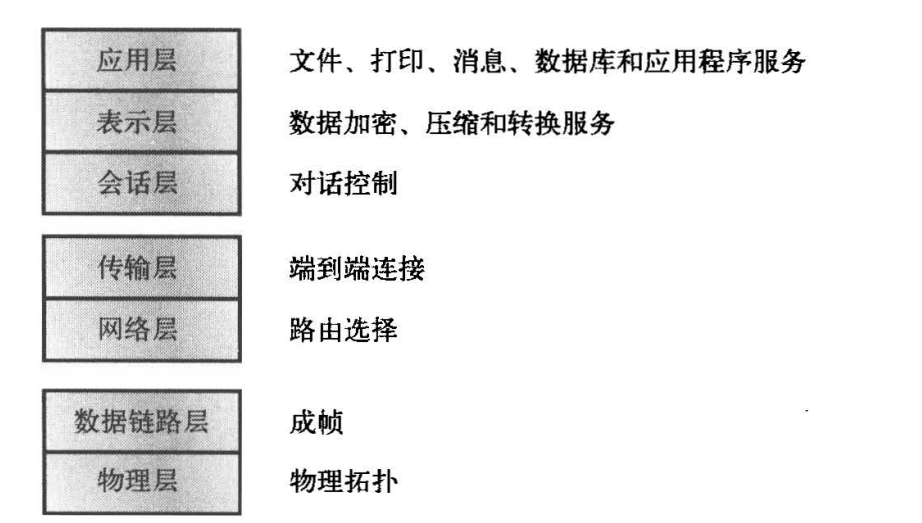 应用层 文件、打印、消息、数据库和应用程序服务
表示层 数据加密、压缩和转换服务
会话层 对话控制
传输层 端到端连接
网络层 路由选择
数据链路层 成帧
物理层 物理拓扑